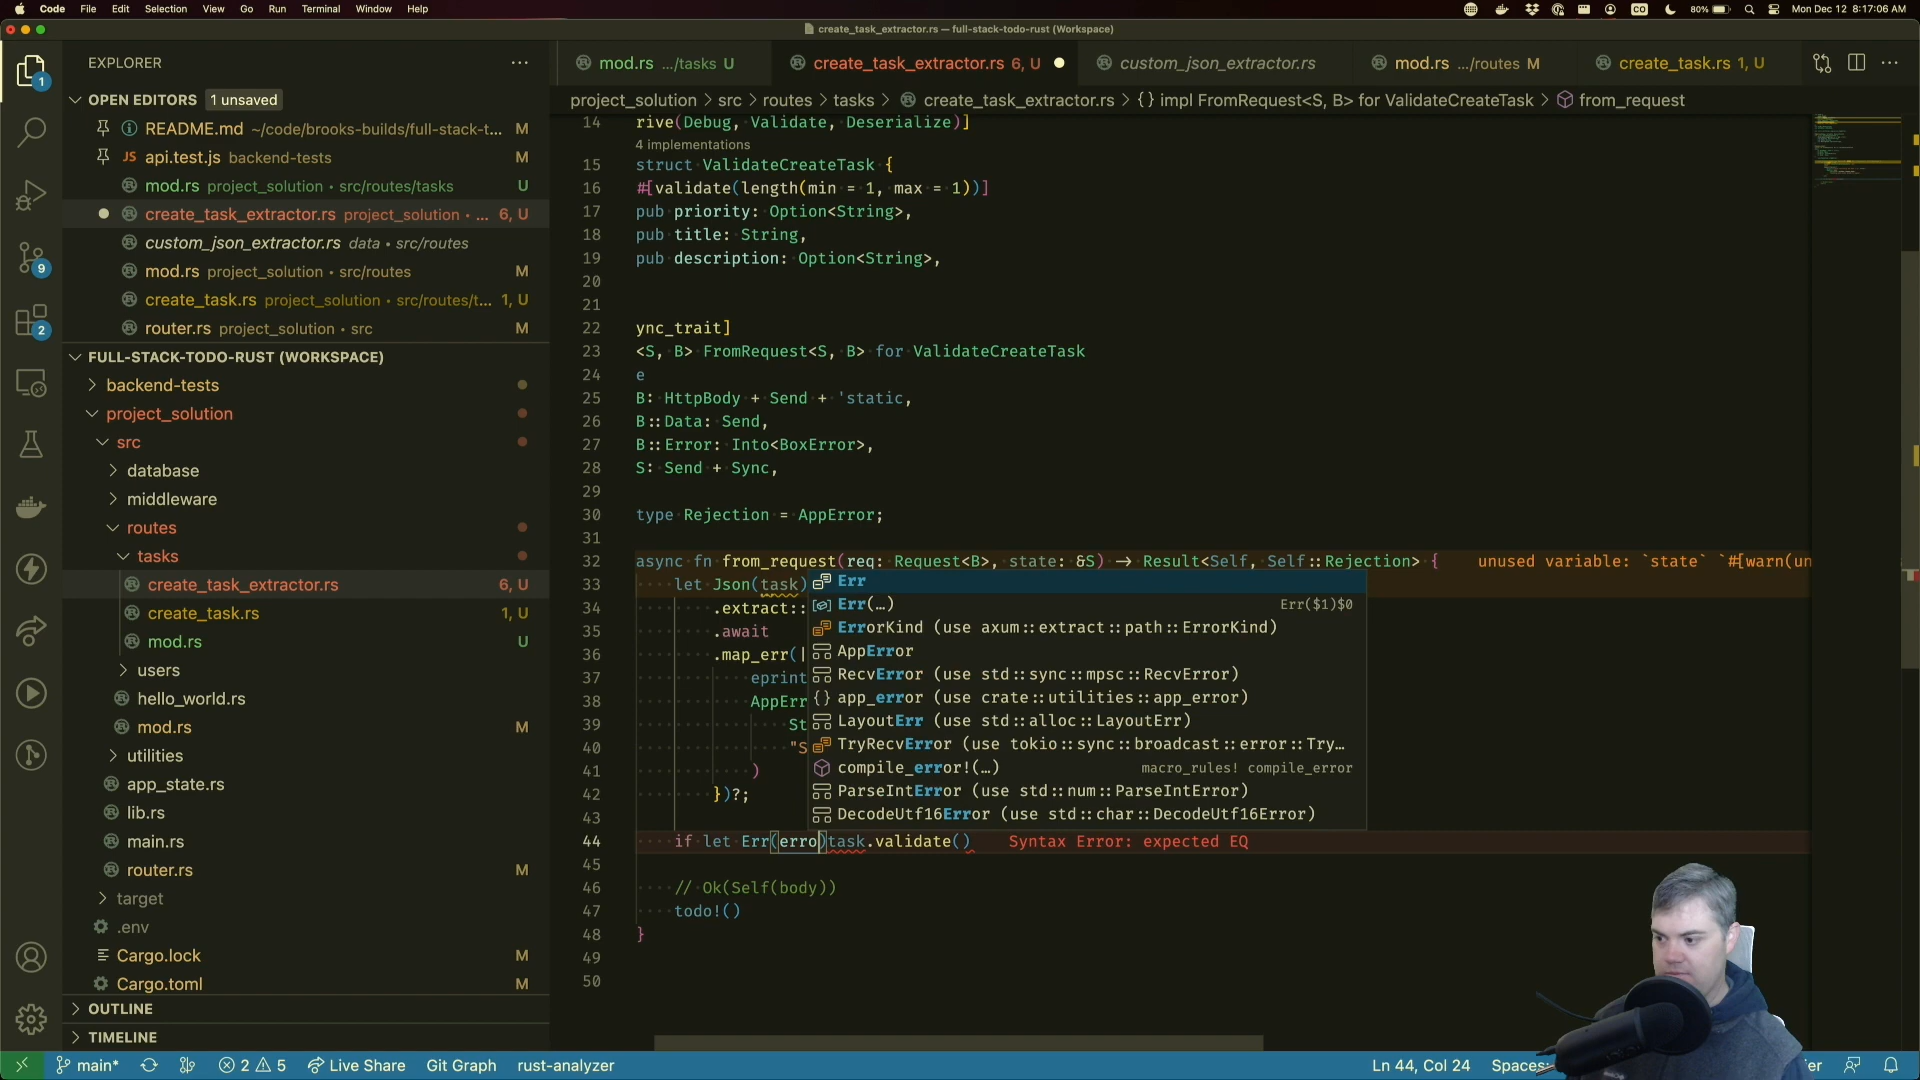 Code File Edit Selection View Go Run Terminal Window Help
80% Mon Dec 12 8:17:06 AM
create_task_extractor.rs — full-stack-todo-rust (Workspace)
EXPLORER
OPEN EDITORS 1 unsaved
README.md ~/code/brooks-builds/full-stack-t... M
api.test.js backend-tests M
mod.rs project_solution • src/routes/tasks U
create_task_extractor.rs project_solution • ... 6, U
custom_json_extractor.rs data • src/routes
mod.rs project_solution • src/routes M
create_task.rs project_solution • src/routes/t... 1, U
router.rs project_solution • src M
FULL-STACK-TODO-RUST (WORKSPACE)
backend-tests
project_solution
src
database
middleware
routes
tasks
create_task_extractor.rs 6, U
create_task.rs 1, U
mod.rs U
users
hello_world.rs
mod.rs M
utilities
app_state.rs
lib.rs
main.rs
router.rs M
target
.env
Cargo.lock M
Cargo.toml M
OUTLINE
TIMELINE
1
9
2
mod.rs .../tasks U
create_task_extractor.rs 6, U
custom_json_extractor.rs
mod.rs .../routes M
create_task.rs 1, U
project_solution > src > routes > tasks > create_task_extractor.rs > {} impl FromRequest<S, B> for ValidateCreateTask > from_request
14 rive(Debug, Validate, Deserialize)]
4 implementations
15 struct ValidateCreateTask {
16 #[validate(length(min = 1, max = 1))]
17 pub priority: Option<String>,
18 pub title: String,
19 pub description: Option<String>,
20
21
22 ync_trait]
23 <S, B> FromRequest<S, B> for ValidateCreateTask
24 e
25 B: HttpBody + Send + 'static,
26 B::Data: Send,
27 B::Error: Into<BoxError>,
28 S: Send + Sync,
29
30 type Rejection = AppError;
31
32 async fn from_request(req: Request<B>, state: &S) -> Result<Self, Self::Rejection> { unused variable: `state` `#[warn(un
33 let Json(task)
34 .extract::
35 .await
36 .map_err(|
37 eprint
38 AppErr
39 St
40 "S
41 )
42 })?;
43
44 if let Err(erro)task.validate() Syntax Error: expected EQ
45
46 // Ok(Self(body))
47 todo!()
48 }
49
50
Err
Err(…) Err($1)$0
ErrorKind (use axum::extract::path::ErrorKind)
AppError
RecvError (use std::sync::mpsc::RecvError)
app_error (use crate::utilities::app_error)
LayoutErr (use std::alloc::LayoutErr)
TryRecvError (use tokio::sync::broadcast::error::Try…
compile_error!(…) macro_rules! compile_error
ParseIntError (use std::num::ParseIntError)
DecodeUtf16Error (use std::char::DecodeUtf16Error)
main* 2 5 Live Share Git Graph rust-analyzer
Ln 44, Col 24 Spaces: